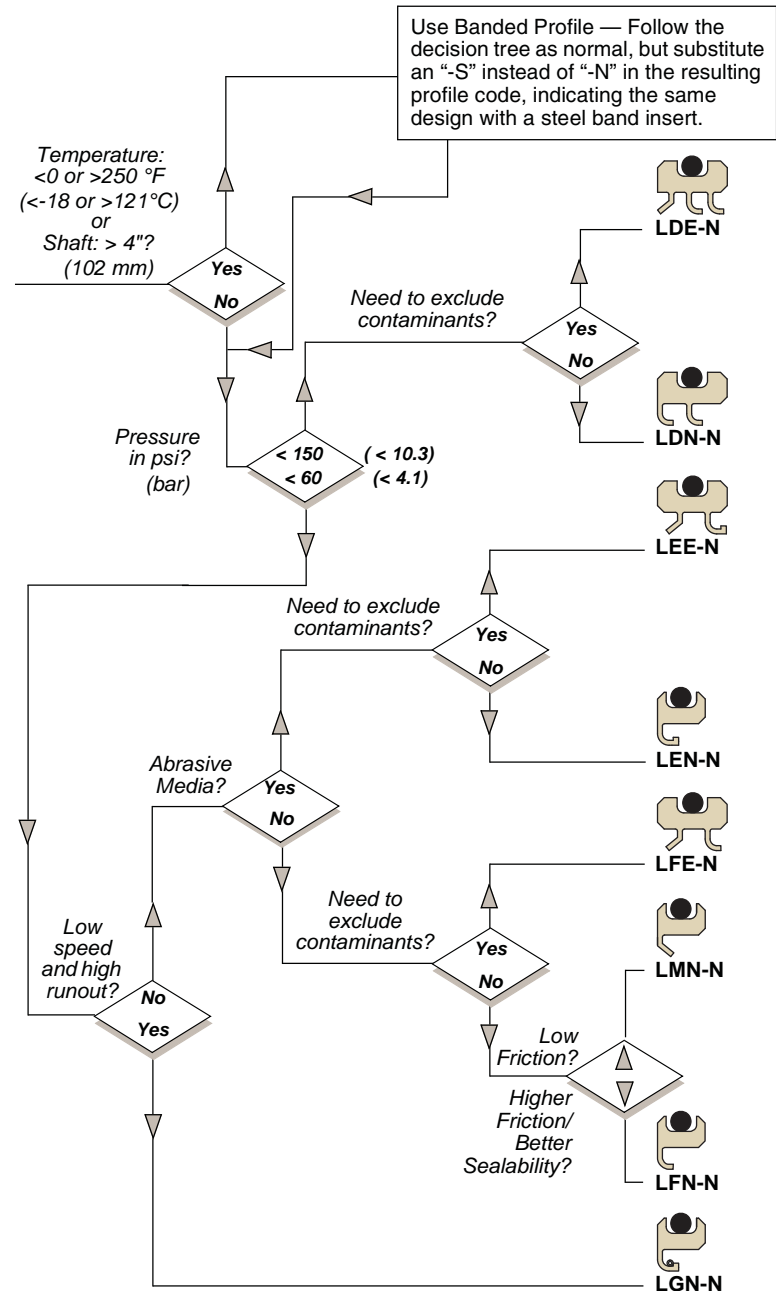 Use Banded Profile — Follow the
decision tree as normal, but substitute
an “-S” instead of “-N” in the resulting
profile code, indicating the same
design with a steel band insert.
Temperature:
<0 or >250 °F
(<-18 or >121°C)
or
Shaft: > 4"?
(102 mm)
Yes
No
LDE-N
Need to exclude
contaminants?
Yes
No
LDN-N
Pressure
in psi?
(bar)
< 150 (< 10.3)
< 60 (< 4.1)
LEE-N
Need to exclude
contaminants?
Yes
No
LEN-N
Abrasive
Media?
Yes
No
LFE-N
Need to
exclude
contaminants?
Yes
No
LMN-N
Low
speed
and high
runout?
No
Yes
Low
Friction?
Higher
Friction/
Better
Sealability?
LFN-N
LGN-N